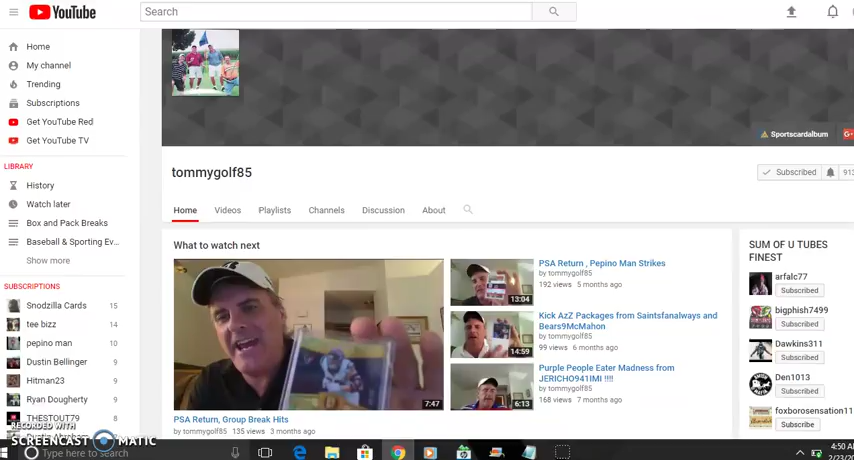 YouTube
Search
Home
My channel
Trending
Subscriptions
Get YouTube Red
Get YouTube TV
LIBRARY
History
Watch later
Box and Pack Breaks
Baseball & Sporting Ev...
Show more
SUBSCRIPTIONS
Snodzilla Cards 15
tee bizz 14
pepino man 10
Dustin Bellinger 9
Hitman23 9
Ryan Dougherty 9
THESTOUT79 8
Sportscardalbum
G+
tommygolf85
Subscribed 913
Home Videos Playlists Channels Discussion About
What to watch next
7:47
PSA Return, Group Break Hits
by tommygolf85 135 views 3 months ago
13:04
PSA Return , Pepino Man Strikes
by tommygolf85
192 views 5 months ago
14:59
Kick AzZ Packages from Saintsfanalways and
Bears9McMahon
by tommygolf85
99 views 6 months ago
6:13
Purple People Eater Madness from
JERICHO941IMI !!!!
by tommygolf85
168 views 7 months ago
SUM OF U TUBES
FINEST
arfalc77
Subscribed
bigphish7499
Subscribed
Dawkins311
Subscribed
Den1013
Subscribed
foxborosensation11
Subscribe
RECORDED WITH
SCREENCAST MATIC
Type here to search
4:50 AM
2/23/20